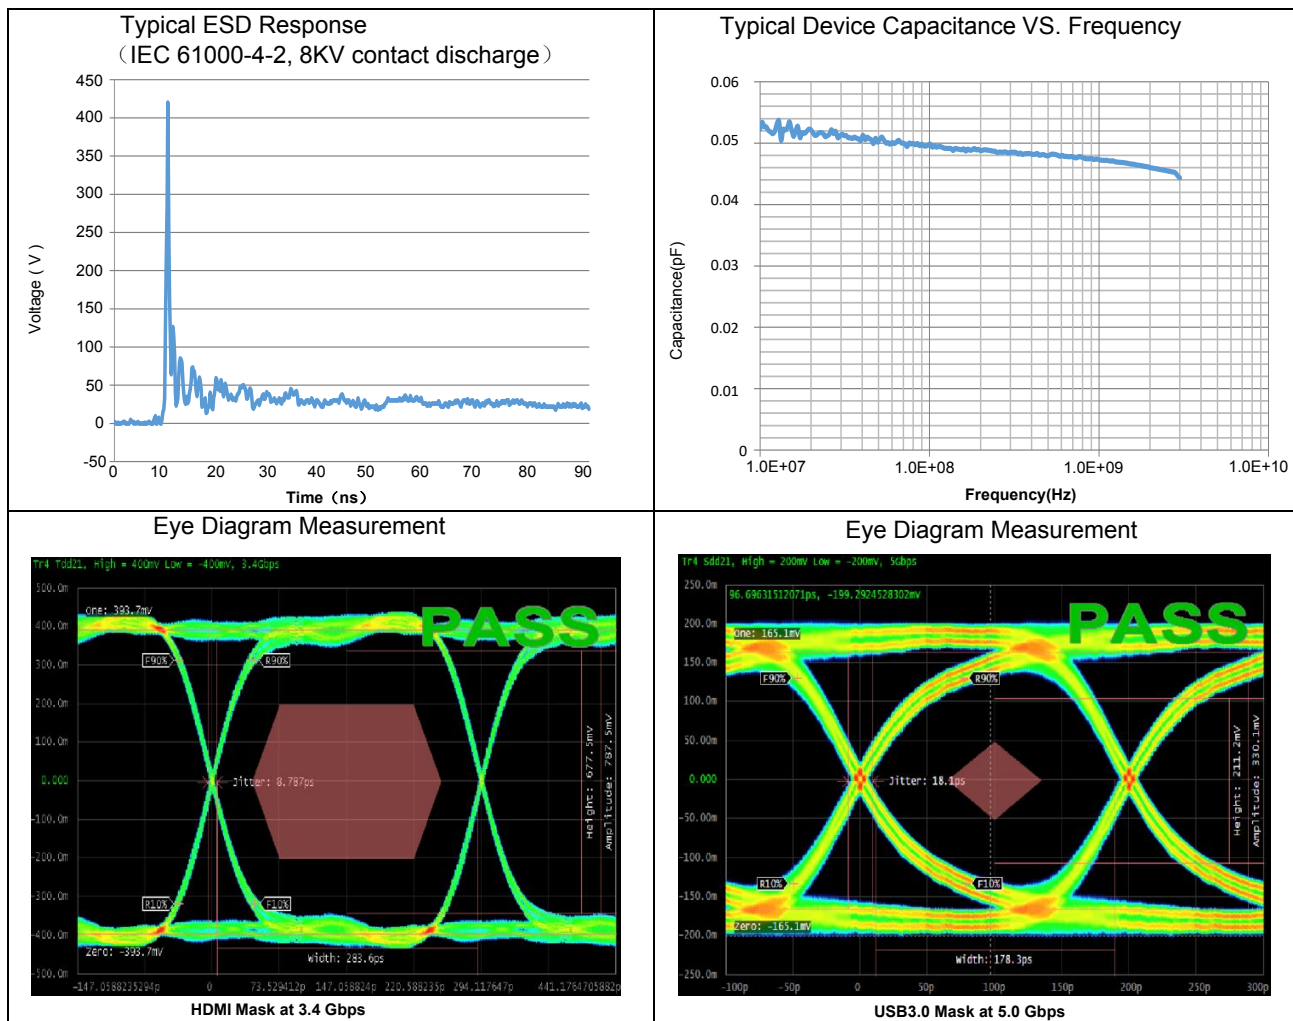 Typical ESD Response
（IEC 61000-4-2, 8KV contact discharge）
450
400
350
300
250
200
150
100
50
0
-50
Voltage ( V )
0 10 20 30 40 50 60 70 80 90
Time（ns）
Typical Device Capacitance VS. Frequency
0.06
0.05
0.04
0.03
0.02
0.01
0
Capacitance(pF)
1.0E+07 1.0E+08 1.0E+09 1.0E+10
Frequency(Hz)
Eye Diagram Measurement
Tr4 Tdd21, High = 400mV Low = -400mV, 3.4Gbps
500.0m
One: 393.7mV
PASS
400.0m
300.0m
F90%
R90%
200.0m
100.0m
0.000
Jitter: 8.787ps
Height: 677.5mV
Amplitude: 787.5mV
-100.0m
-200.0m
-300.0m
R10%
F10%
-400.0m
Zero: -393.7mV
Width: 283.6ps
-500.0m
-147.0588235294p 0 73.529412p 147.058824p 220.588235p 294.117647p 441.1764705882p
HDMI Mask at 3.4 Gbps
Eye Diagram Measurement
Tr4 Sdd21, High = 200mV Low = -200mV, 5Gbps
250.0m
96.69631512071ps, -199.2924528302mV
PASS
200.0m
One: 165.1mV
150.0m
F90%
R90%
100.0m
50.00m
0.000
Jitter: 18.1ps
Height: 211.2mV
Amplitude: 330.1mV
-50.00m
-100.0m
R10%
F10%
-150.0m
Zero: -165.1mV
-200.0m
Width: 178.3ps
-250.0m
-100p -50p 0 50p 100p 150p 200p 300p
USB3.0 Mask at 5.0 Gbps